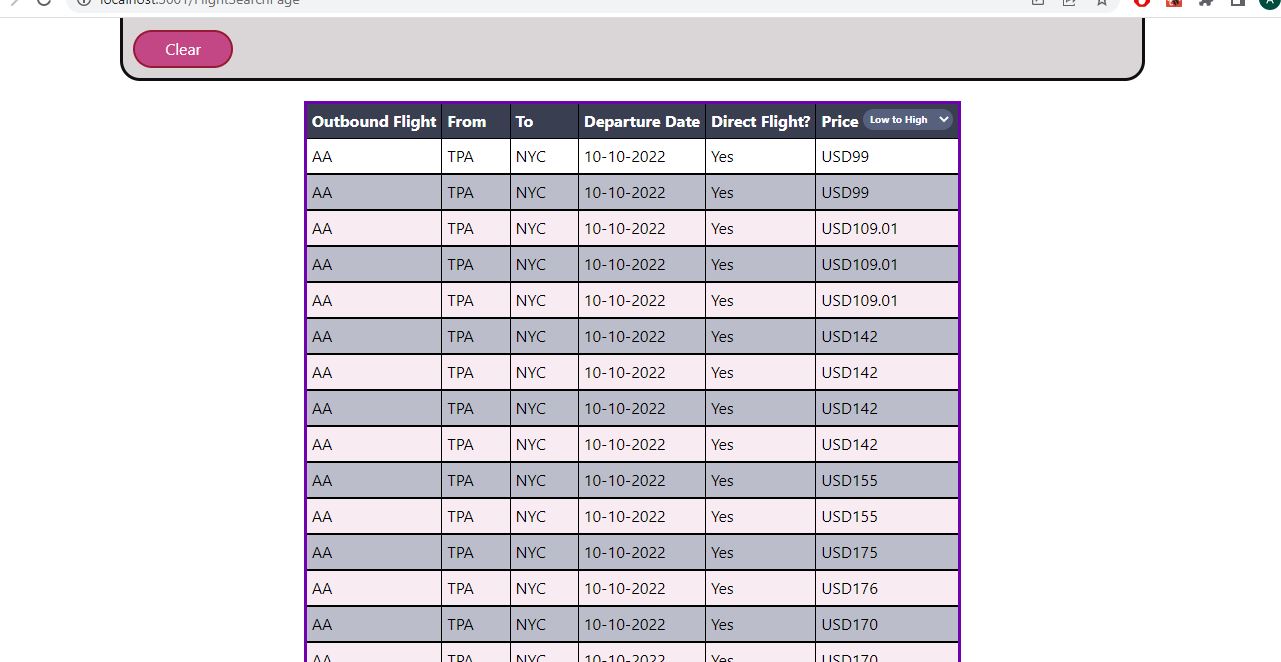 localhost:3001/FlightSearchPage
Clear
Outbound Flight From To Departure Date Direct Flight? Price Low to High
AA TPA NYC 10-10-2022 Yes USD99
AA TPA NYC 10-10-2022 Yes USD99
AA TPA NYC 10-10-2022 Yes USD109.01
AA TPA NYC 10-10-2022 Yes USD109.01
AA TPA NYC 10-10-2022 Yes USD109.01
AA TPA NYC 10-10-2022 Yes USD142
AA TPA NYC 10-10-2022 Yes USD142
AA TPA NYC 10-10-2022 Yes USD142
AA TPA NYC 10-10-2022 Yes USD142
AA TPA NYC 10-10-2022 Yes USD155
AA TPA NYC 10-10-2022 Yes USD155
AA TPA NYC 10-10-2022 Yes USD175
AA TPA NYC 10-10-2022 Yes USD176
AA TPA NYC 10-10-2022 Yes USD170
AA TPA NYC 10-10-2022 Yes USD170